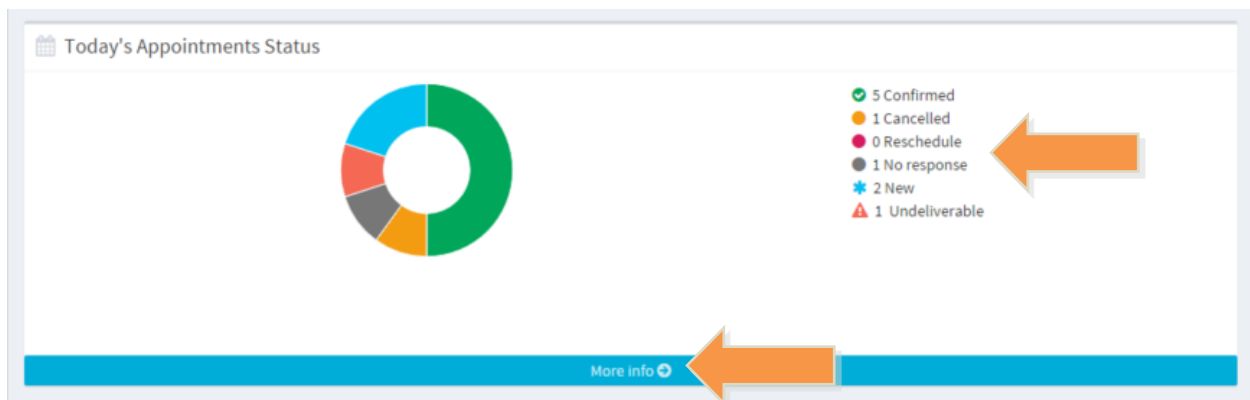 Today's Appointments Status
5 Confirmed
1 Cancelled
0 Reschedule
1 No response
2 New
1 Undeliverable
More info